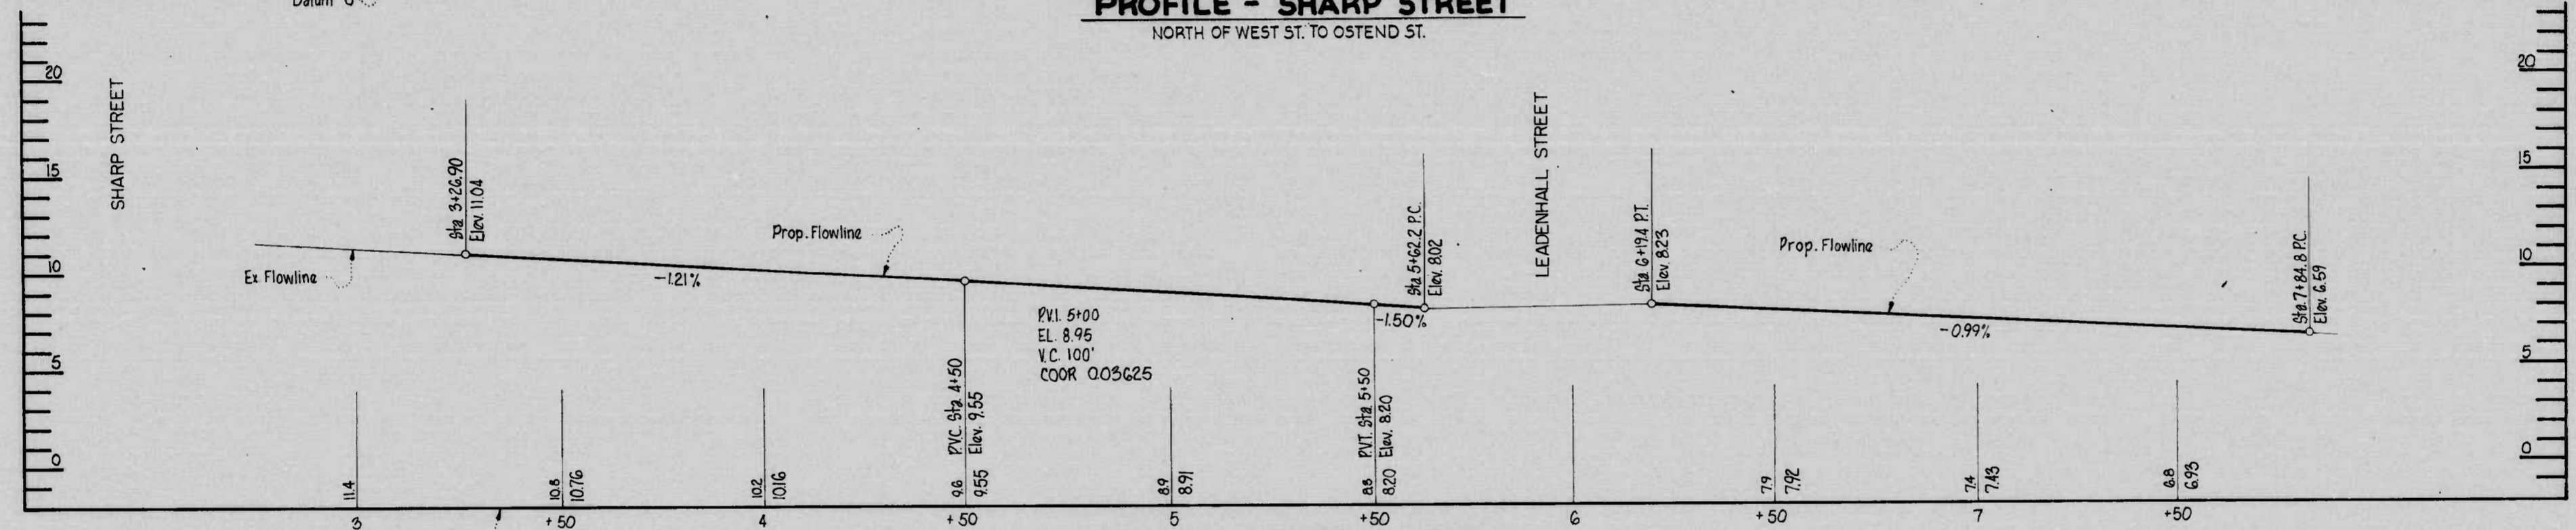 Datum 0
PROFILE - SHARP STREET
NORTH OF WEST ST. TO OSTEND ST.
20
15
10
5
0
SHARP STREET
Ex Flowline
Sta 3+26.90
Elev. 11.04
-1.21%
Prop. Flowline
P.V.C. Sta. 4+50
Elev. 9.55
P.V.I. 5+00
EL. 8.95
V.C. 100'
COOR 0.03625
P.V.T. Sta 5+50
Elev. 8.20
-1.50%
Sta 5+62.2 P.C.
Elev. 8.02
LEADENHALL STREET
Sta 6+19.4 P.T.
Elev. 8.23
Prop. Flowline
-0.99%
Sta. 7+84.8 P.C.
Elev. 6.59
20
15
10
5
0
11.4
10.8
10.76
10.2
10.16
9.6
9.55
8.9
8.91
8.8
8.20
7.9
7.92
7.4
7.43
6.8
6.93
3
+50
4
+50
5
+50
6
+50
7
+50